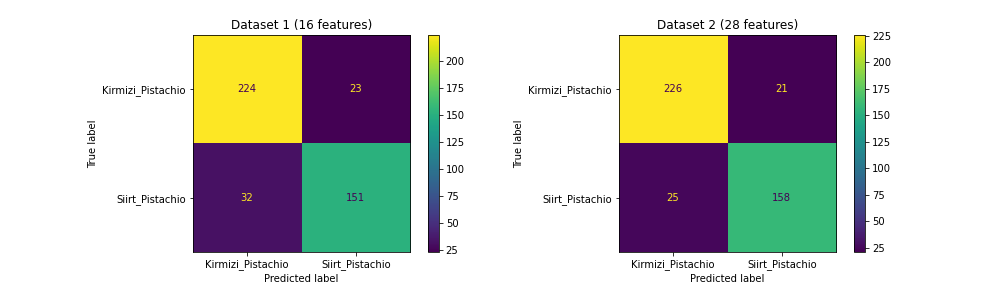 Dataset 1 (16 features)
Kirmizi_Pistachio
Siirt_Pistachio
True label
224
23
32
151
Kirmizi_Pistachio
Siirt_Pistachio
Predicted label
200
175
150
125
100
75
50
25
Dataset 2 (28 features)
Kirmizi_Pistachio
Siirt_Pistachio
True label
226
21
25
158
Kirmizi_Pistachio
Siirt_Pistachio
Predicted label
225
200
175
150
125
100
75
50
25